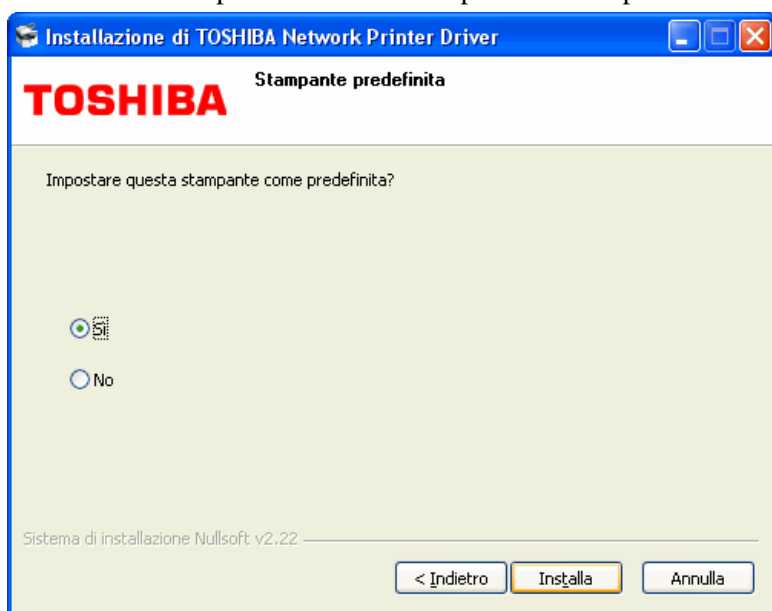 Installazione di TOSHIBA Network Printer Driver
TOSHIBA
Stampante predefinita
Impostare questa stampante come predefinita?
Sì
No
Sistema di installazione Nullsoft v2.22
< Indietro
Installa
Annulla